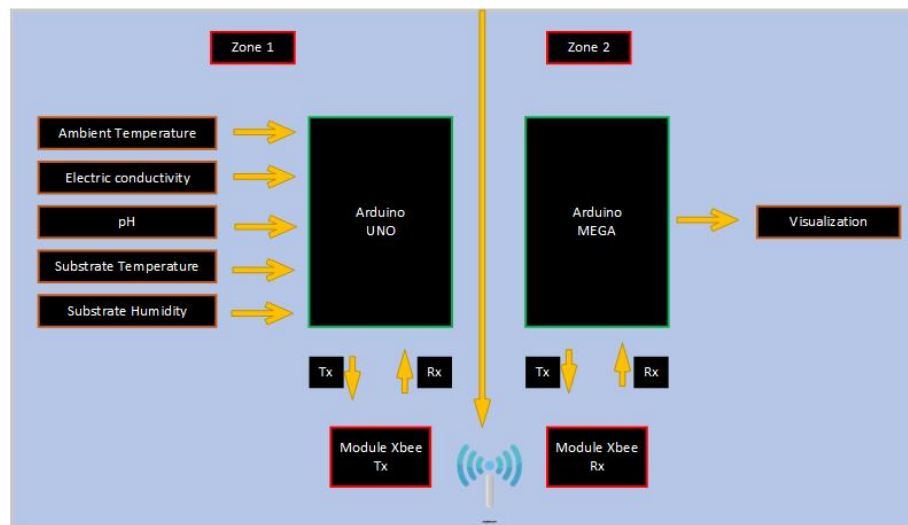 Zone 1
Zone 2
Ambient Temperature
Electric conductivity
pH
Substrate Temperature
Substrate Humidity
Arduino
UNO
Arduino
MEGA
Visualization
Tx
Rx
Tx
Rx
Module Xbee
Tx
Module Xbee
Rx